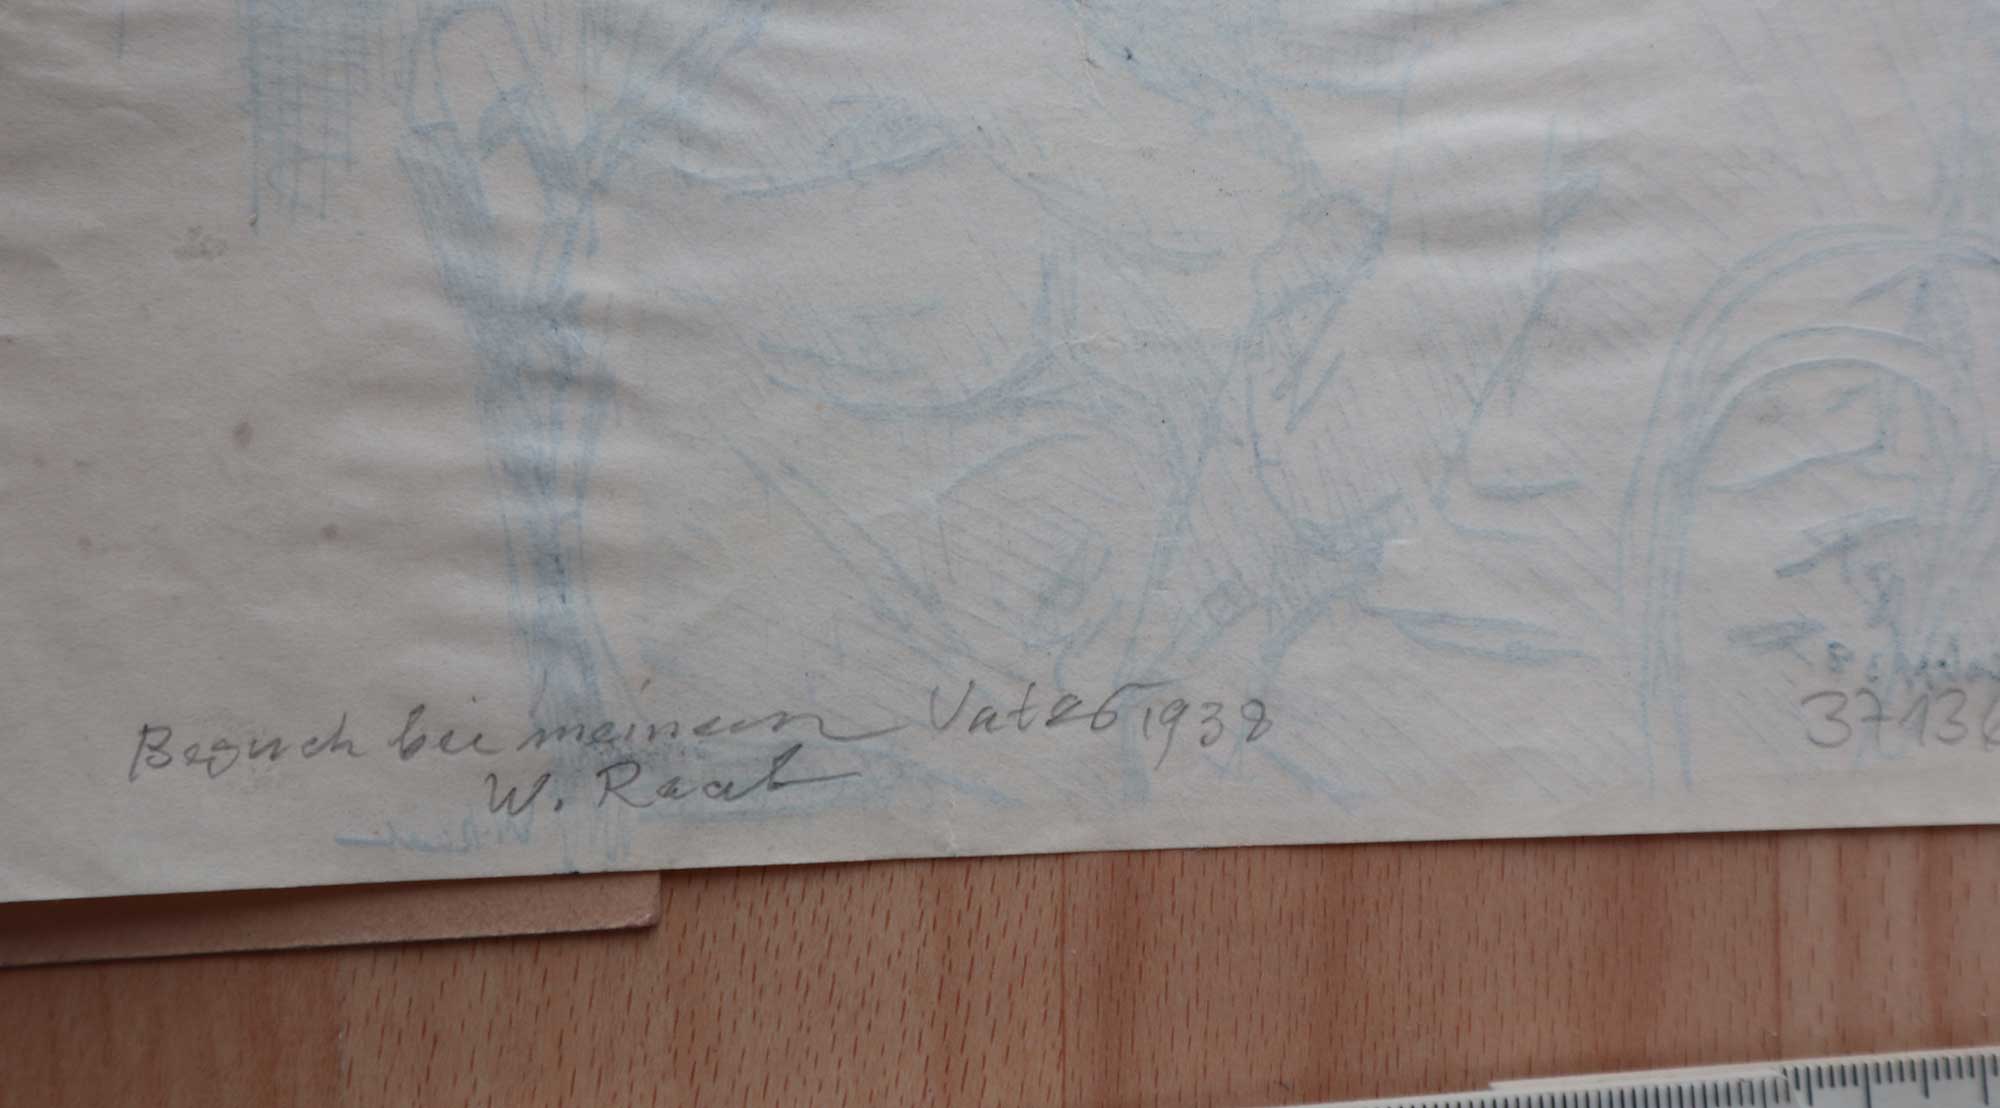 Besuch bei meinem Vater 1938
W. Raab
37136